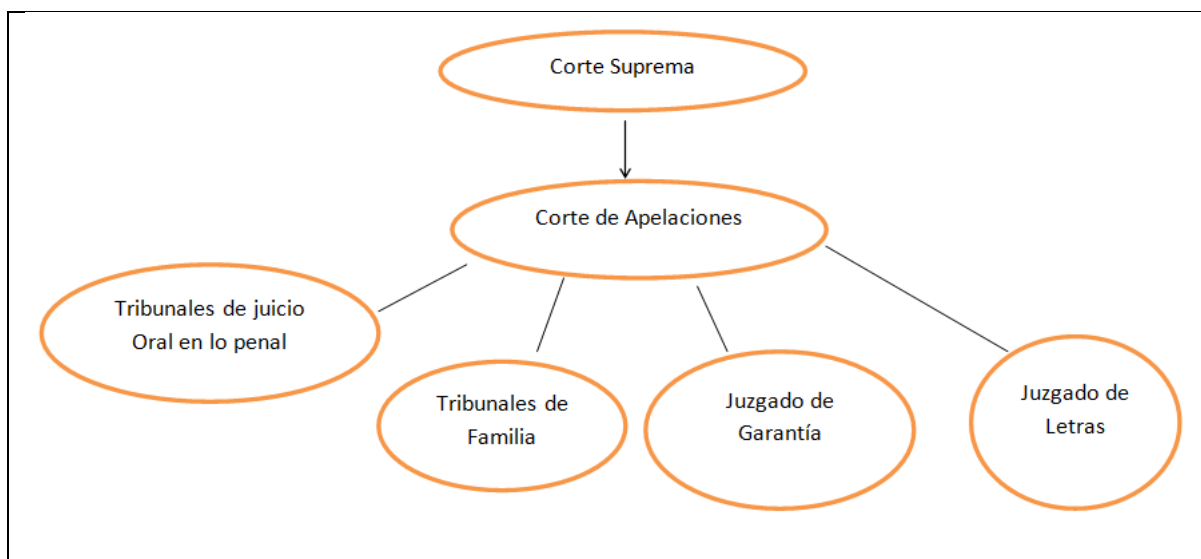 Corte Suprema
Corte de Apelaciones
Tribunales de juicio
Oral en lo penal
Tribunales de
Familia
Juzgado de
Garantía
Juzgado de
Letras